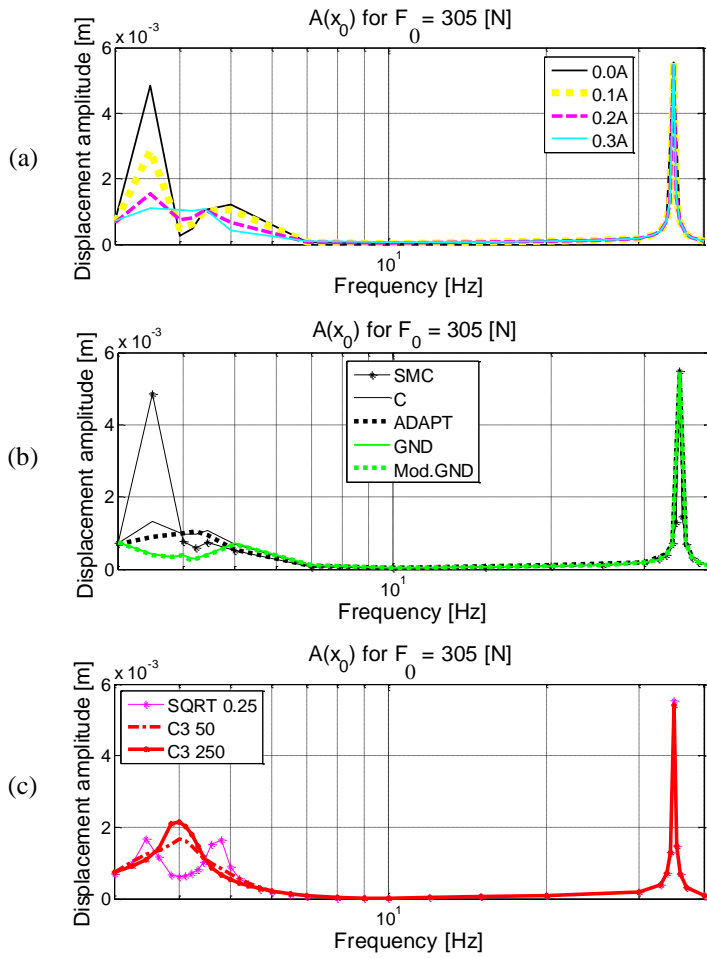 A(x0) for F0 = 305 [N]
x 10-3
6
4
2
0
Displacement amplitude [m]
(a)
0.0A
0.1A
0.2A
0.3A
101
Frequency [Hz]
A(x0) for F0 = 305 [N]
x 10-3
6
4
2
0
Displacement amplitude [m]
(b)
SMC
C
ADAPT
GND
Mod.GND
101
Frequency [Hz]
A(x0) for F0 = 305 [N]
x 10-3
6
4
2
0
Displacement amplitude [m]
(c)
SQRT 0.25
C3 50
C3 250
101
Frequency [Hz]